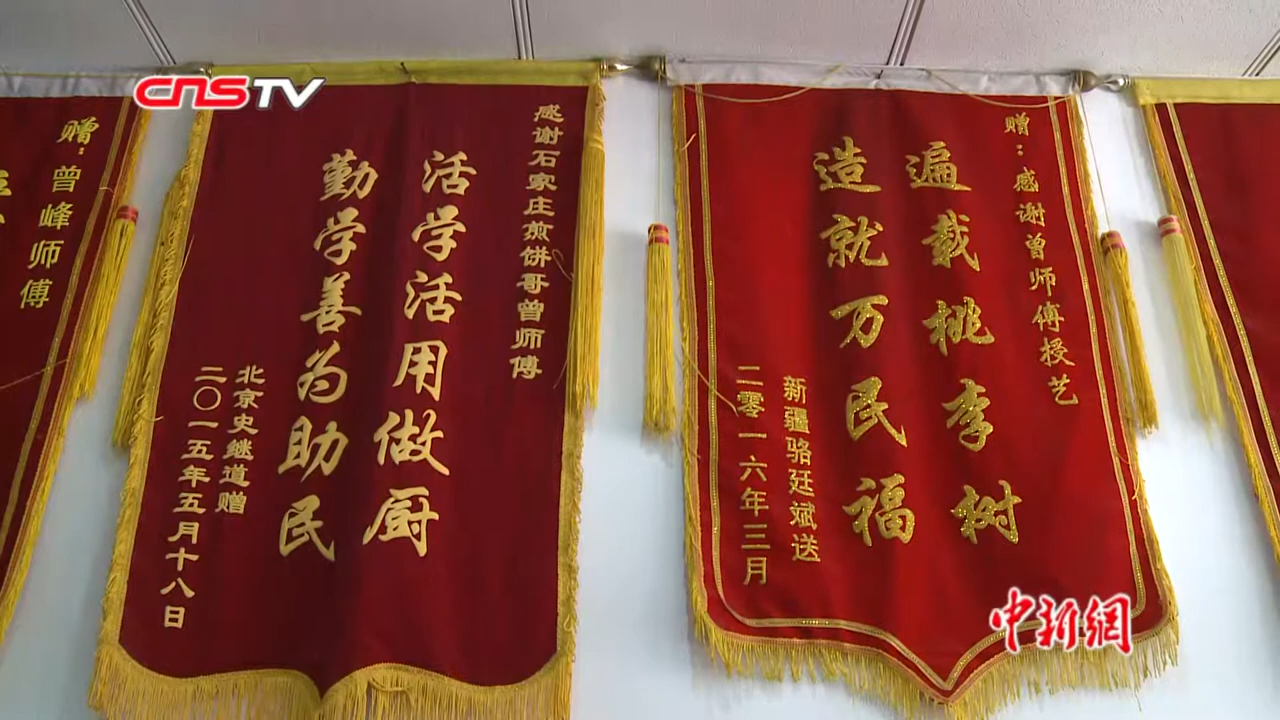 CNSTV
赠:曾峰师傅
感谢石家庄煎饼哥曾师傅
活学活用做厨
勤学善为助民
北京史继道赠
二〇一五年五月十八日
赠:感谢曾师傅授艺
遍栽桃李树
造就万民福
新疆骆廷斌送
二零一六年三月
中新網